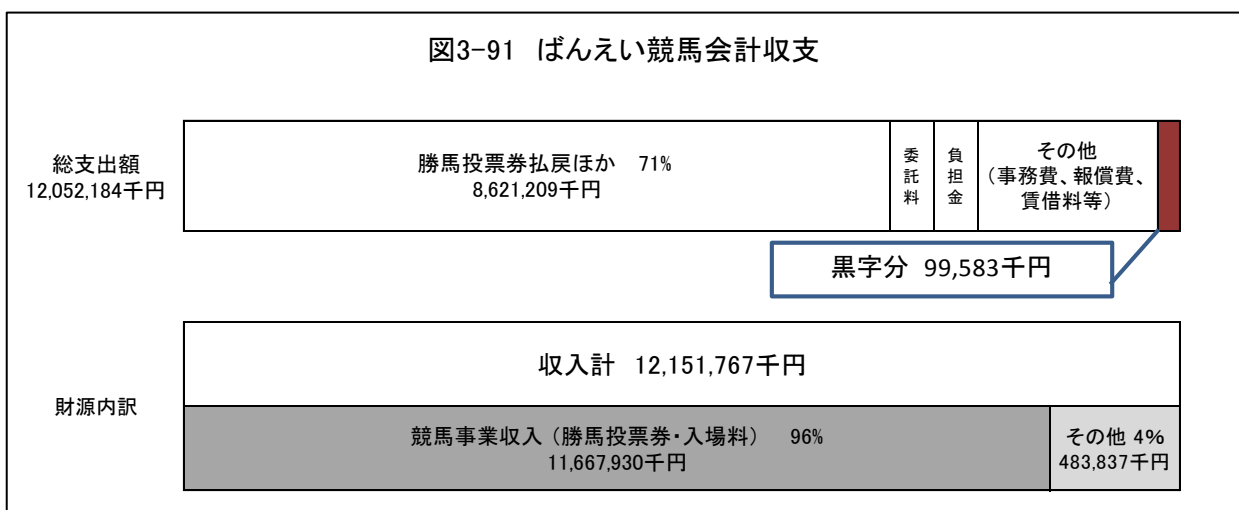 図3-91 ばんえい競馬会計収支
総支出額
12,052,184千円
勝馬投票券払戻ほか 71%
8,621,209千円
委託料
負担金
その他
(事務費、報償費、
賃借料等)
黒字分 99,583千円
財源内訳
収入計 12,151,767千円
競馬事業収入(勝馬投票券・入場料) 96%
11,667,930千円
その他 4%
483,837千円